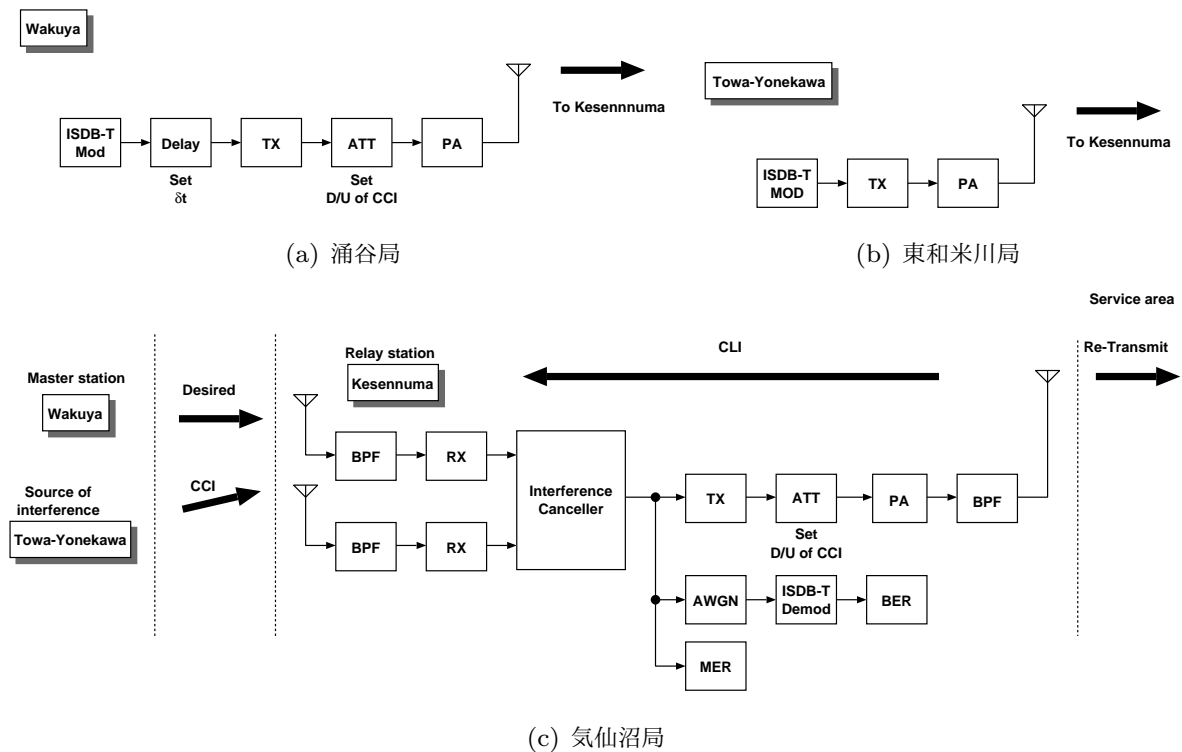 Wakuya
To Kesennnuma
ISDB-T
Mod
Delay
TX
ATT
PA
Set
δt
Set
D/U of CCI
(a) 涌谷局
Towa-Yonekawa
To Kesennuma
ISDB-T
MOD
TX
PA
(b) 東和米川局
Service area
Re-Transmit
CLI
Relay station
Kesennuma
Master station
Wakuya
Desired
CCI
Source of
interference
Towa-Yonekawa
BPF
RX
BPF
RX
Interference
Canceller
TX
ATT
PA
BPF
Set
D/U of CCI
AWGN
ISDB-T
Demod
BER
MER
(c) 気仙沼局